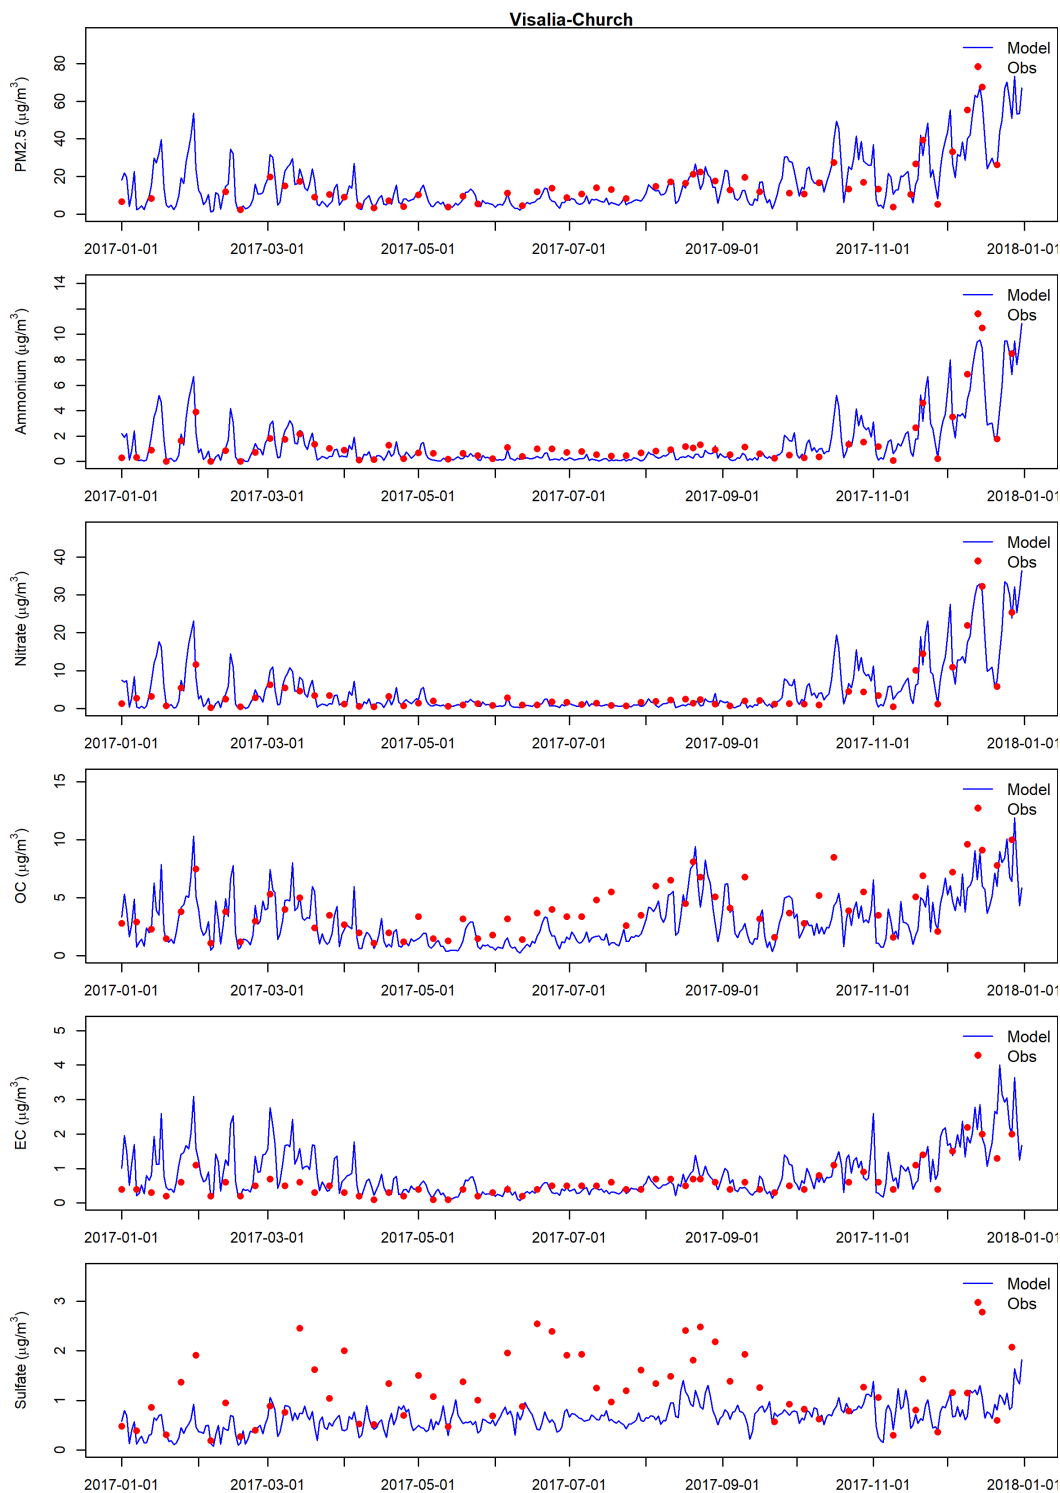 Visalia-Church
PM2.5 (μg/m³)
0 20 40 60 80
Model
Obs
2017-01-01 2017-03-01 2017-05-01 2017-07-01 2017-09-01 2017-11-01 2018-01-01
Ammonium (μg/m³)
0 2 4 6 8 10 14
Model
Obs
2017-01-01 2017-03-01 2017-05-01 2017-07-01 2017-09-01 2017-11-01 2018-01-01
Nitrate (μg/m³)
0 10 20 30 40
Model
Obs
2017-01-01 2017-03-01 2017-05-01 2017-07-01 2017-09-01 2017-11-01 2018-01-01
OC (μg/m³)
0 5 10 15
Model
Obs
2017-01-01 2017-03-01 2017-05-01 2017-07-01 2017-09-01 2017-11-01 2018-01-01
EC (μg/m³)
0 1 2 3 4 5
Model
Obs
2017-01-01 2017-03-01 2017-05-01 2017-07-01 2017-09-01 2017-11-01 2018-01-01
Sulfate (μg/m³)
0 1 2 3
Model
Obs
2017-01-01 2017-03-01 2017-05-01 2017-07-01 2017-09-01 2017-11-01 2018-01-01